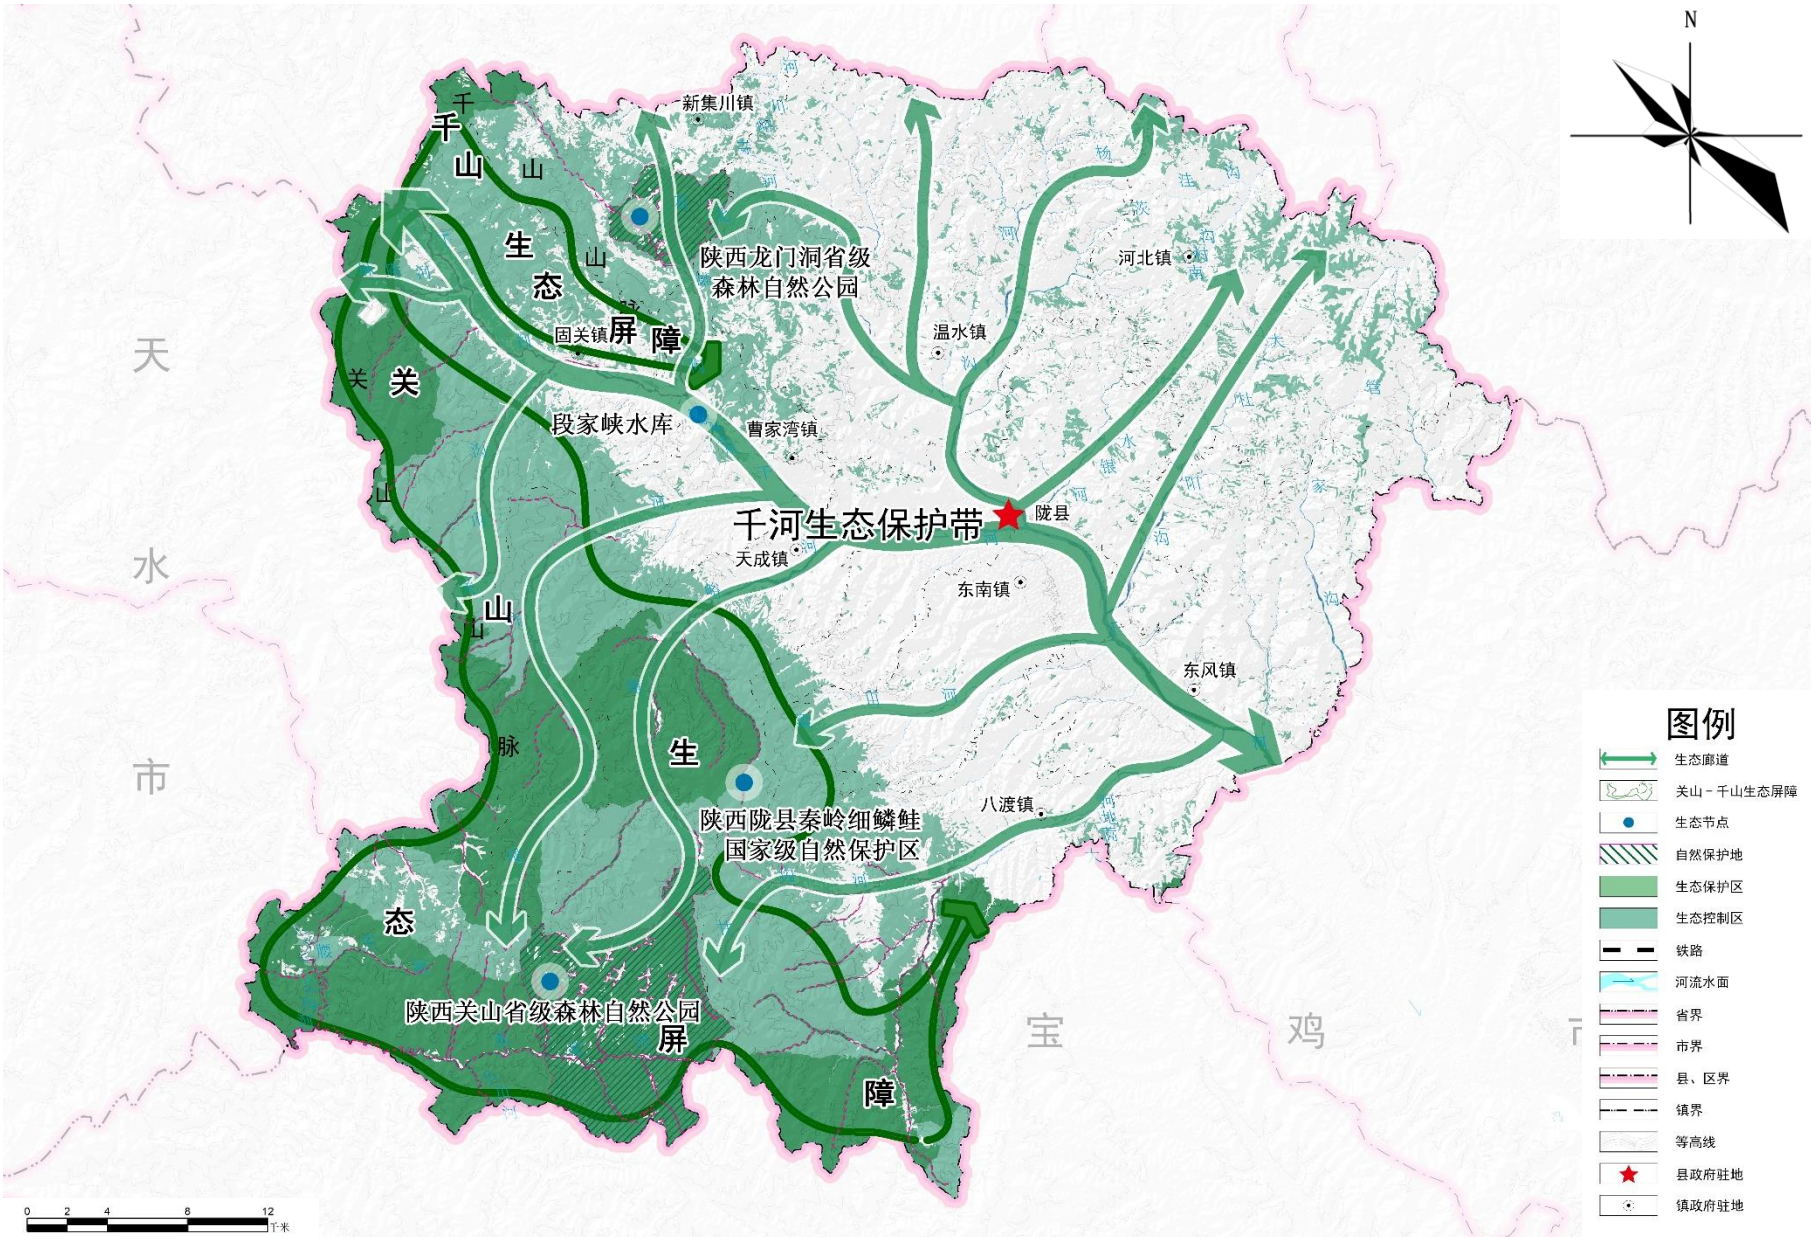 N
新集川镇
千
千
山
山
生
山
态
陕西龙门洞省级
森林自然公园
河北镇
固关镇
屏
障
温水镇
天
关
关
段家峡水库
曹家湾镇
山
陇县
千河生态保护带
天成镇
水
东南镇
山
山
东风镇
脉
生
市
八渡镇
陕西陇县秦岭细鳞鲑
国家级自然保护区
态
陕西关山省级森林自然公园
屏
宝
鸡
障
图例
生态廊道
关山－千山生态屏障
生态节点
自然保护地
生态保护区
生态控制区
铁路
河流水面
省界
市界
县、区界
镇界
等高线
县政府驻地
镇政府驻地
0 2 4 8 12
千米